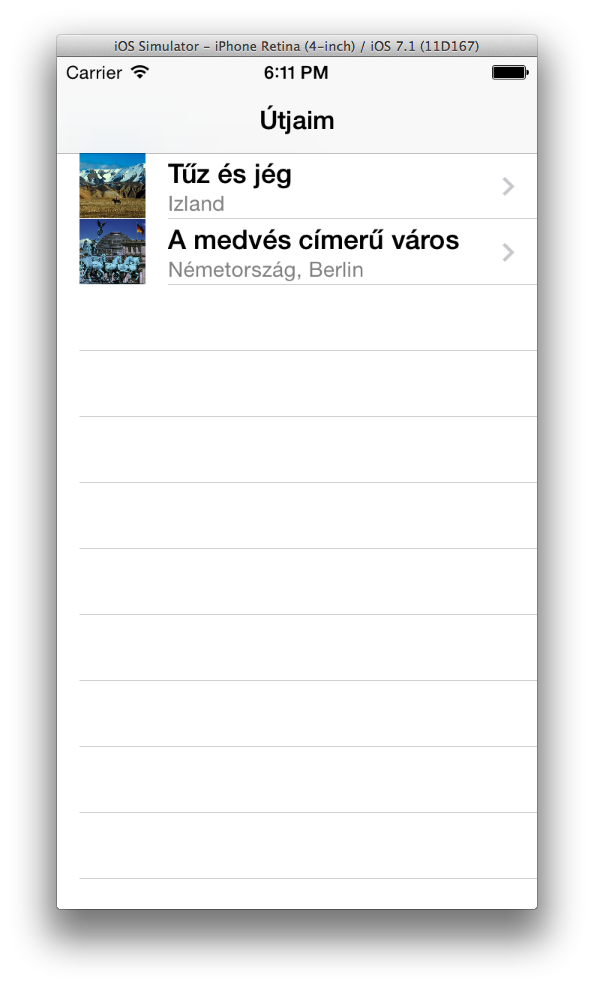 iOS Simulator – iPhone Retina (4–inch) / iOS 7.1 (11D167)
Carrier 6:11 PM
Útjaim
Tűz és jég
Izland
A medvés címerű város
Németország, Berlin